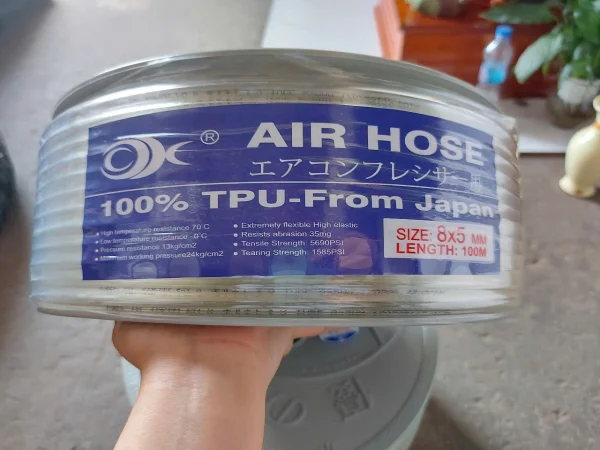 ®
AIR HOSE
エアコンフレシサー用
100% TPU-From Japan
• High temperature resistance 70°C
• Low temperature resistance -0°C
• Pressure resistance 13kg/cm2
• working pressure24kg/cm2
• Extremely flexible High elastic
• Resists abrasion 35mg
• Tensile Strength: 5690PSI
• Tearing Strength: 1585PSI
SIZE: 8x5 MM
LENGTH: 100M